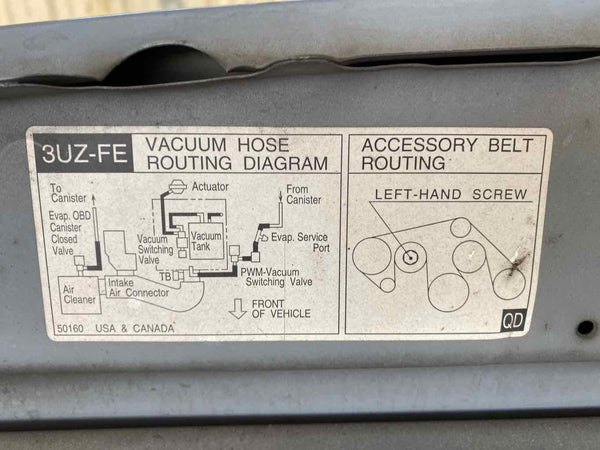 3UZ-FE
VACUUM HOSE
ROUTING DIAGRAM
To
Canister
Evap. OBD
Canister
Closed
Valve
Actuator
From
Canister
Vacuum
Switching
Valve
Vacuum
Tank
Evap. Service
Port
TB
PWM-Vacuum
Switching Valve
Air
Cleaner
Intake
Air Connector
FRONT
OF VEHICLE
50160 USA & CANADA
ACCESSORY BELT
ROUTING
LEFT-HAND SCREW
QD